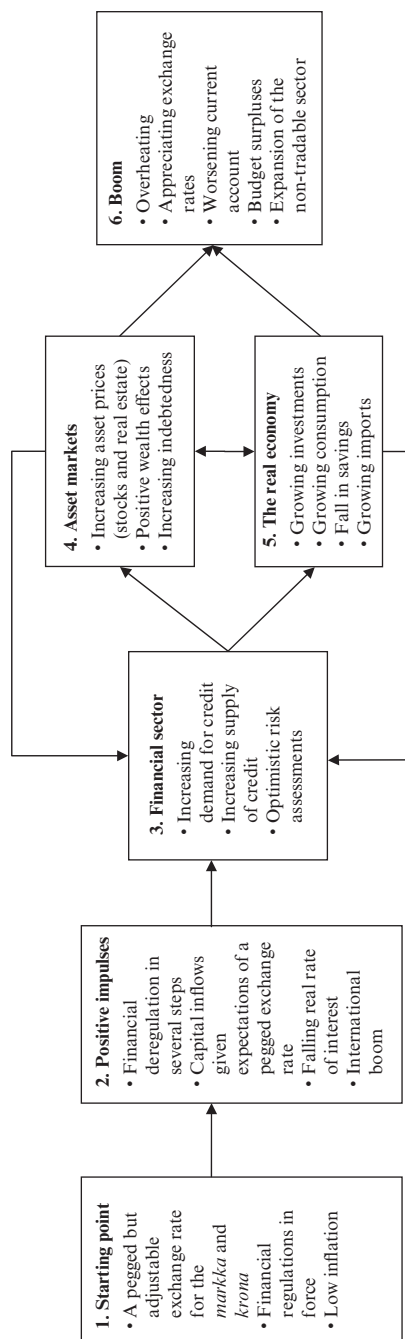 1. Starting point
• A pegged but
adjustable
exchange rate
for the
markka and
krona
• Financial
regulations in
force
• Low inflation
2. Positive impulses
• Financial
deregulation in
several steps
• Capital inflows
given
expectations of a
pegged exchange
rate
• Falling real rate
of interest
• International
boom
3. Financial sector
• Increasing
demand for credit
• Increasing supply
of credit
• Optimistic risk
assessments
4. Asset markets
• Increasing asset prices
(stocks and real estate)
• Positive wealth effects
• Increasing indebtedness
5. The real economy
• Growing investments
• Growing consumption
• Fall in savings
• Growing imports
6. Boom
• Overheating
• Appreciating exchange
rates
• Worsening current
account
• Budget surpluses
• Expansion of the
non-tradable sector